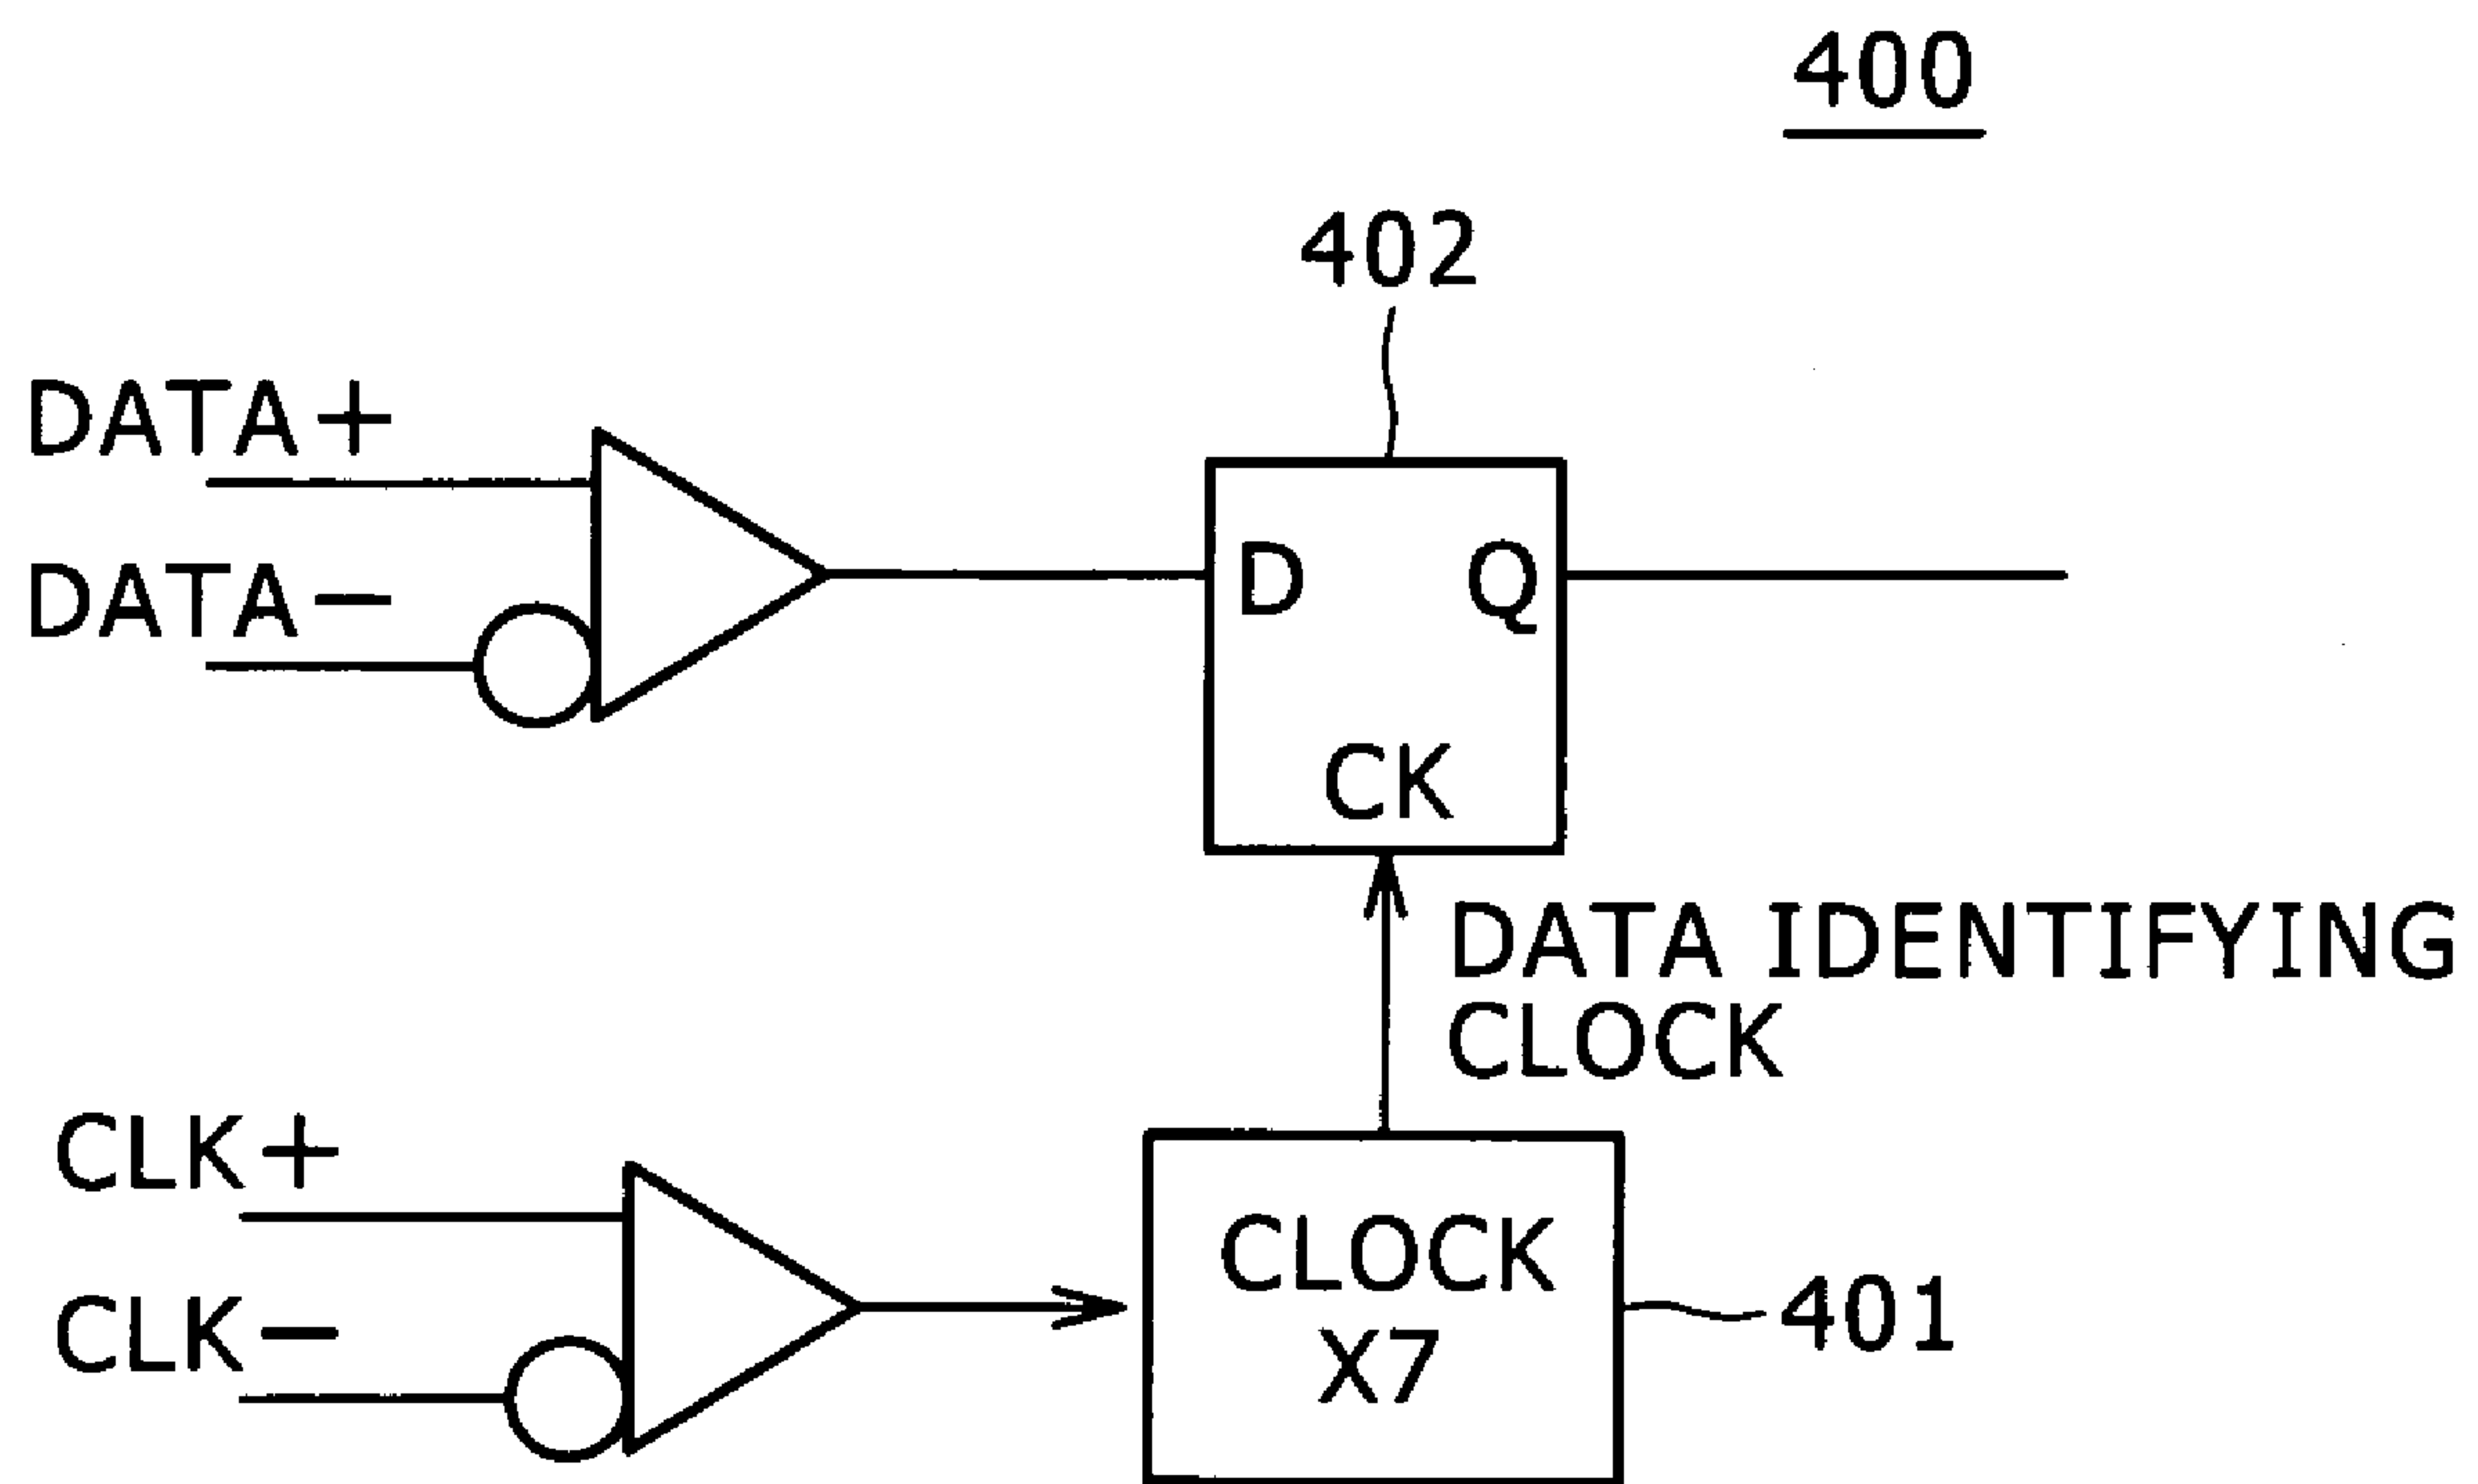 400
402
DATA+
DATA−
D
Q
CK
DATA IDENTIFYING
CLOCK
CLK+
CLK−
CLOCK
X7
401